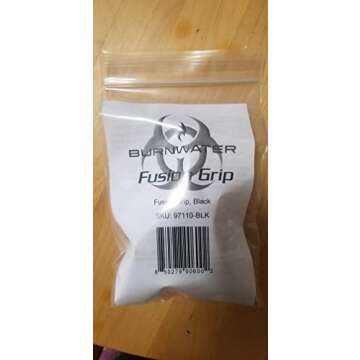 BURNWATER
Fusion Grip
Fusion Grip, Black
SKU: 97110-BLK